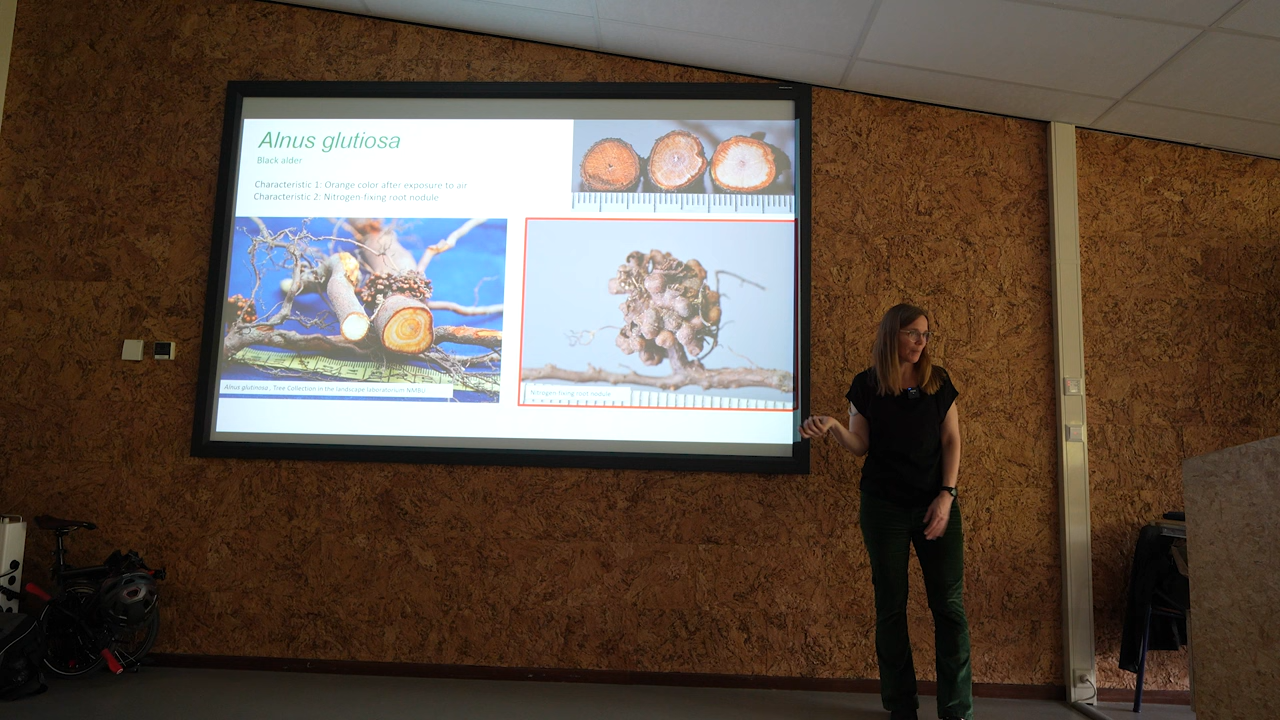 Alnus glutiosa
Black alder
Characteristic 1: Orange color after exposure to air
Characteristic 2: Nitrogen fixing root nodule
Alnus glutinosa, Tree Collection in the landscape laboratorium NMBU
Nitrogen fixing root nodule